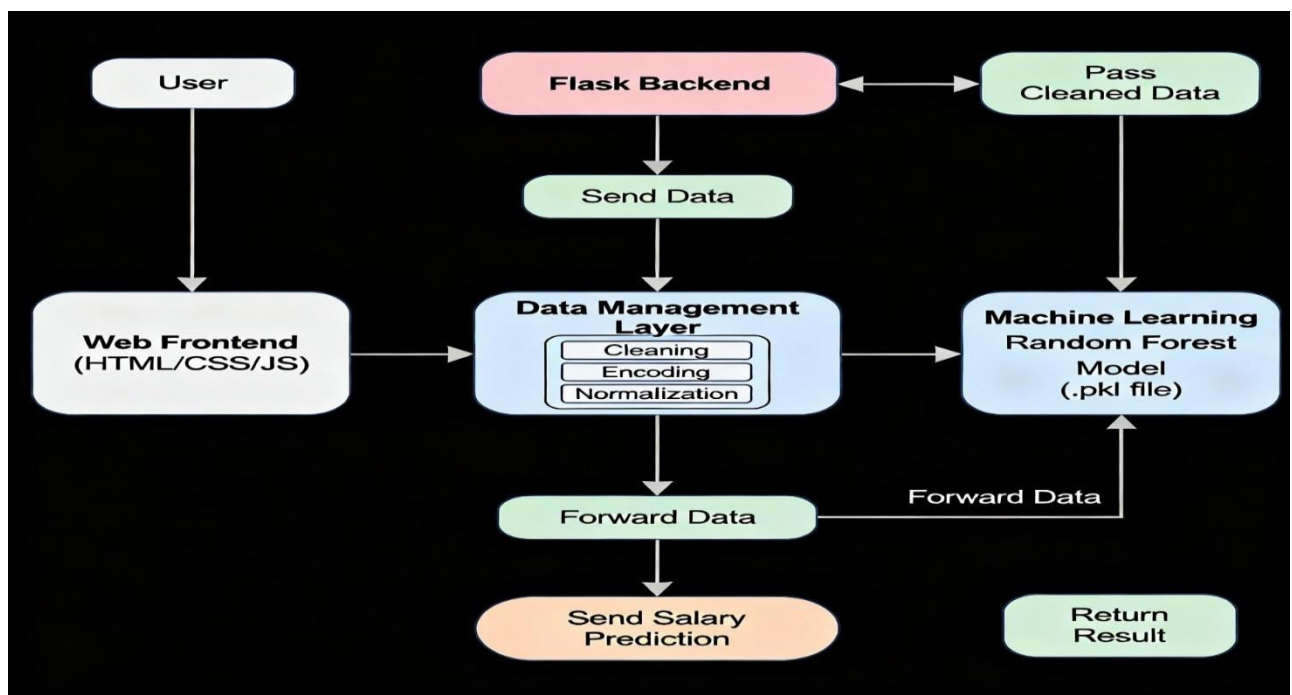 User
Flask Backend
Pass
Cleaned Data
Send Data
Web Frontend
(HTML/CSS/JS)
Data Management
Layer
Cleaning
Encoding
Normalization
Machine Learning
Random Forest
Model
(.pkl file)
Forward Data
Forward Data
Send Salary
Prediction
Return
Result